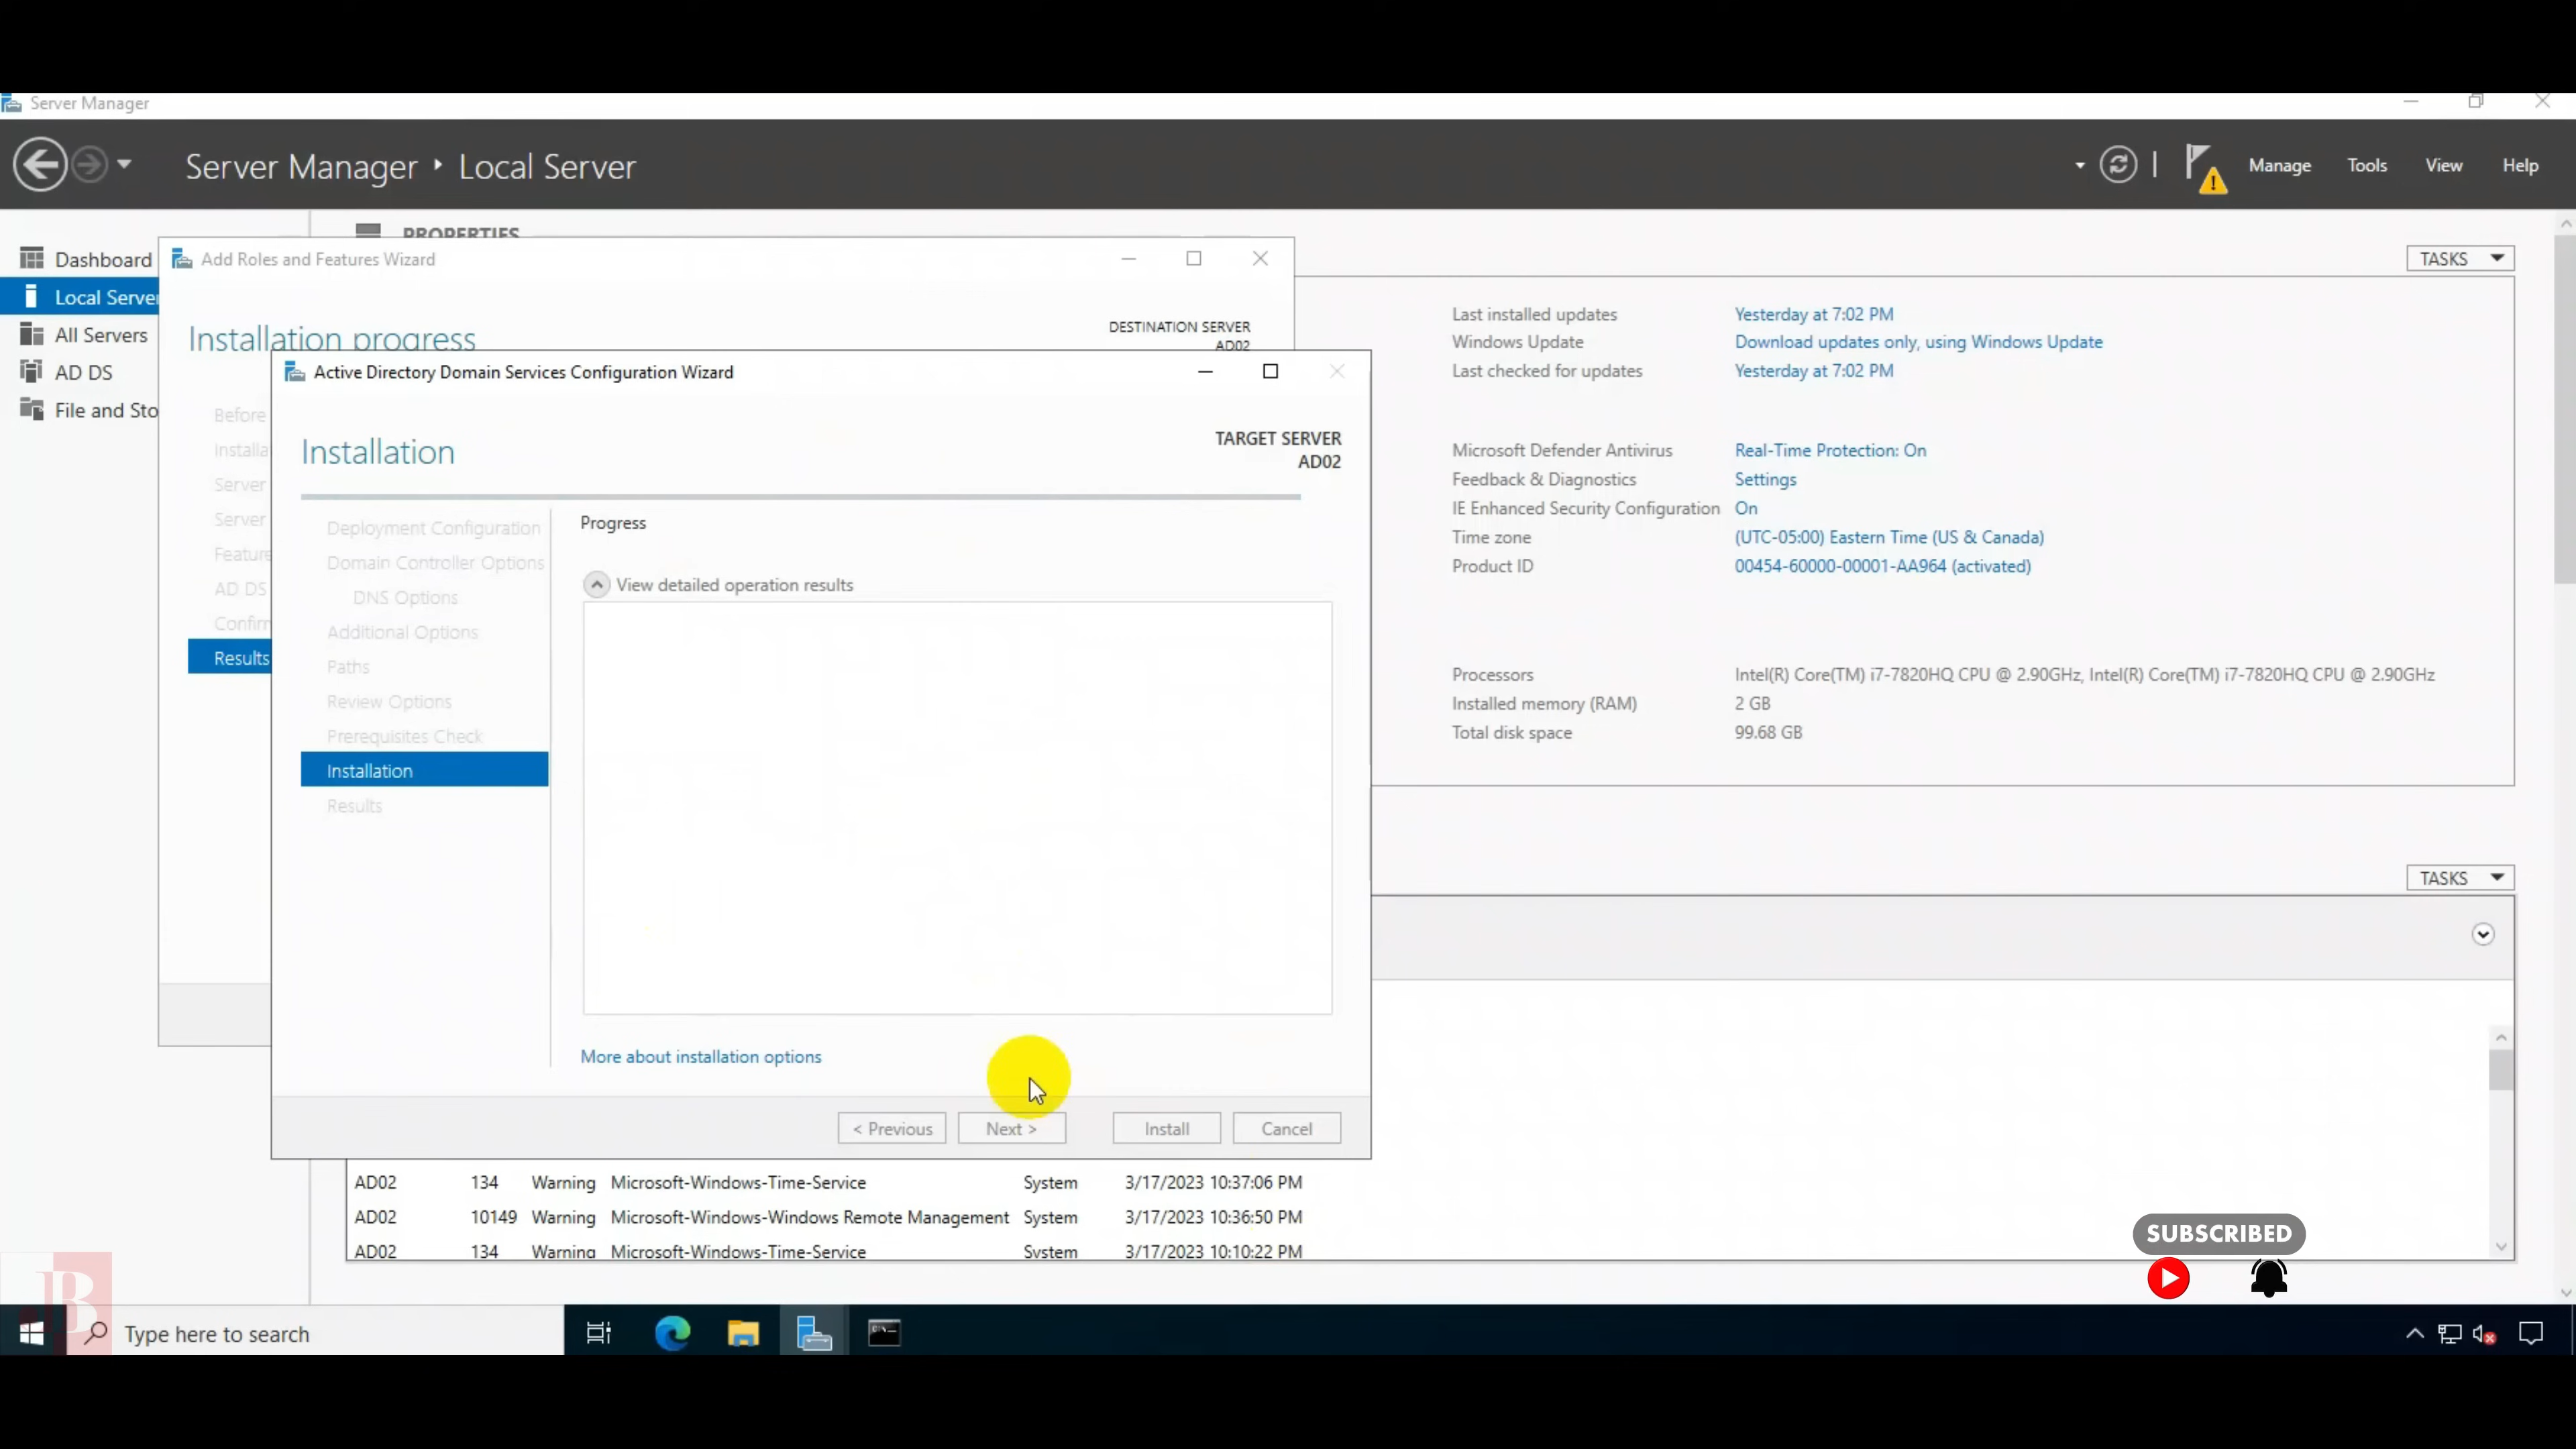 Server Manager
Server Manager ‣ Local Server
Manage Tools View Help
PROPERTIES
Dashboard
Local Server
All Servers
AD DS
File and Sto
TASKS
Add Roles and Features Wizard
Installation progress
DESTINATION SERVER
AD02
Before
Installa
Server
Server
Feature
AD DS
Confirm
Results
Active Directory Domain Services Configuration Wizard
Installation
TARGET SERVER
AD02
Deployment Configuration
Domain Controller Options
DNS Options
Additional Options
Paths
Review Options
Prerequisites Check
Installation
Results
Progress
View detailed operation results
More about installation options
< Previous Next > Install Cancel
Last installed updates Yesterday at 7:02 PM
Windows Update Download updates only, using Windows Update
Last checked for updates Yesterday at 7:02 PM
Microsoft Defender Antivirus Real-Time Protection: On
Feedback & Diagnostics Settings
IE Enhanced Security Configuration On
Time zone (UTC-05:00) Eastern Time (US & Canada)
Product ID 00454-60000-00001-AA964 (activated)
Processors Intel(R) Core(TM) i7-7820HQ CPU @ 2.90GHz, Intel(R) Core(TM) i7-7820HQ CPU @ 2.90GHz
Installed memory (RAM) 2 GB
Total disk space 99.68 GB
TASKS
AD02 134 Warning Microsoft-Windows-Time-Service System 3/17/2023 10:37:06 PM
AD02 10149 Warning Microsoft-Windows-Windows Remote Management System 3/17/2023 10:36:50 PM
AD02 134 Warning Microsoft-Windows-Time-Service System 3/17/2023 10:10:22 PM
SUBSCRIBED
JB
Type here to search